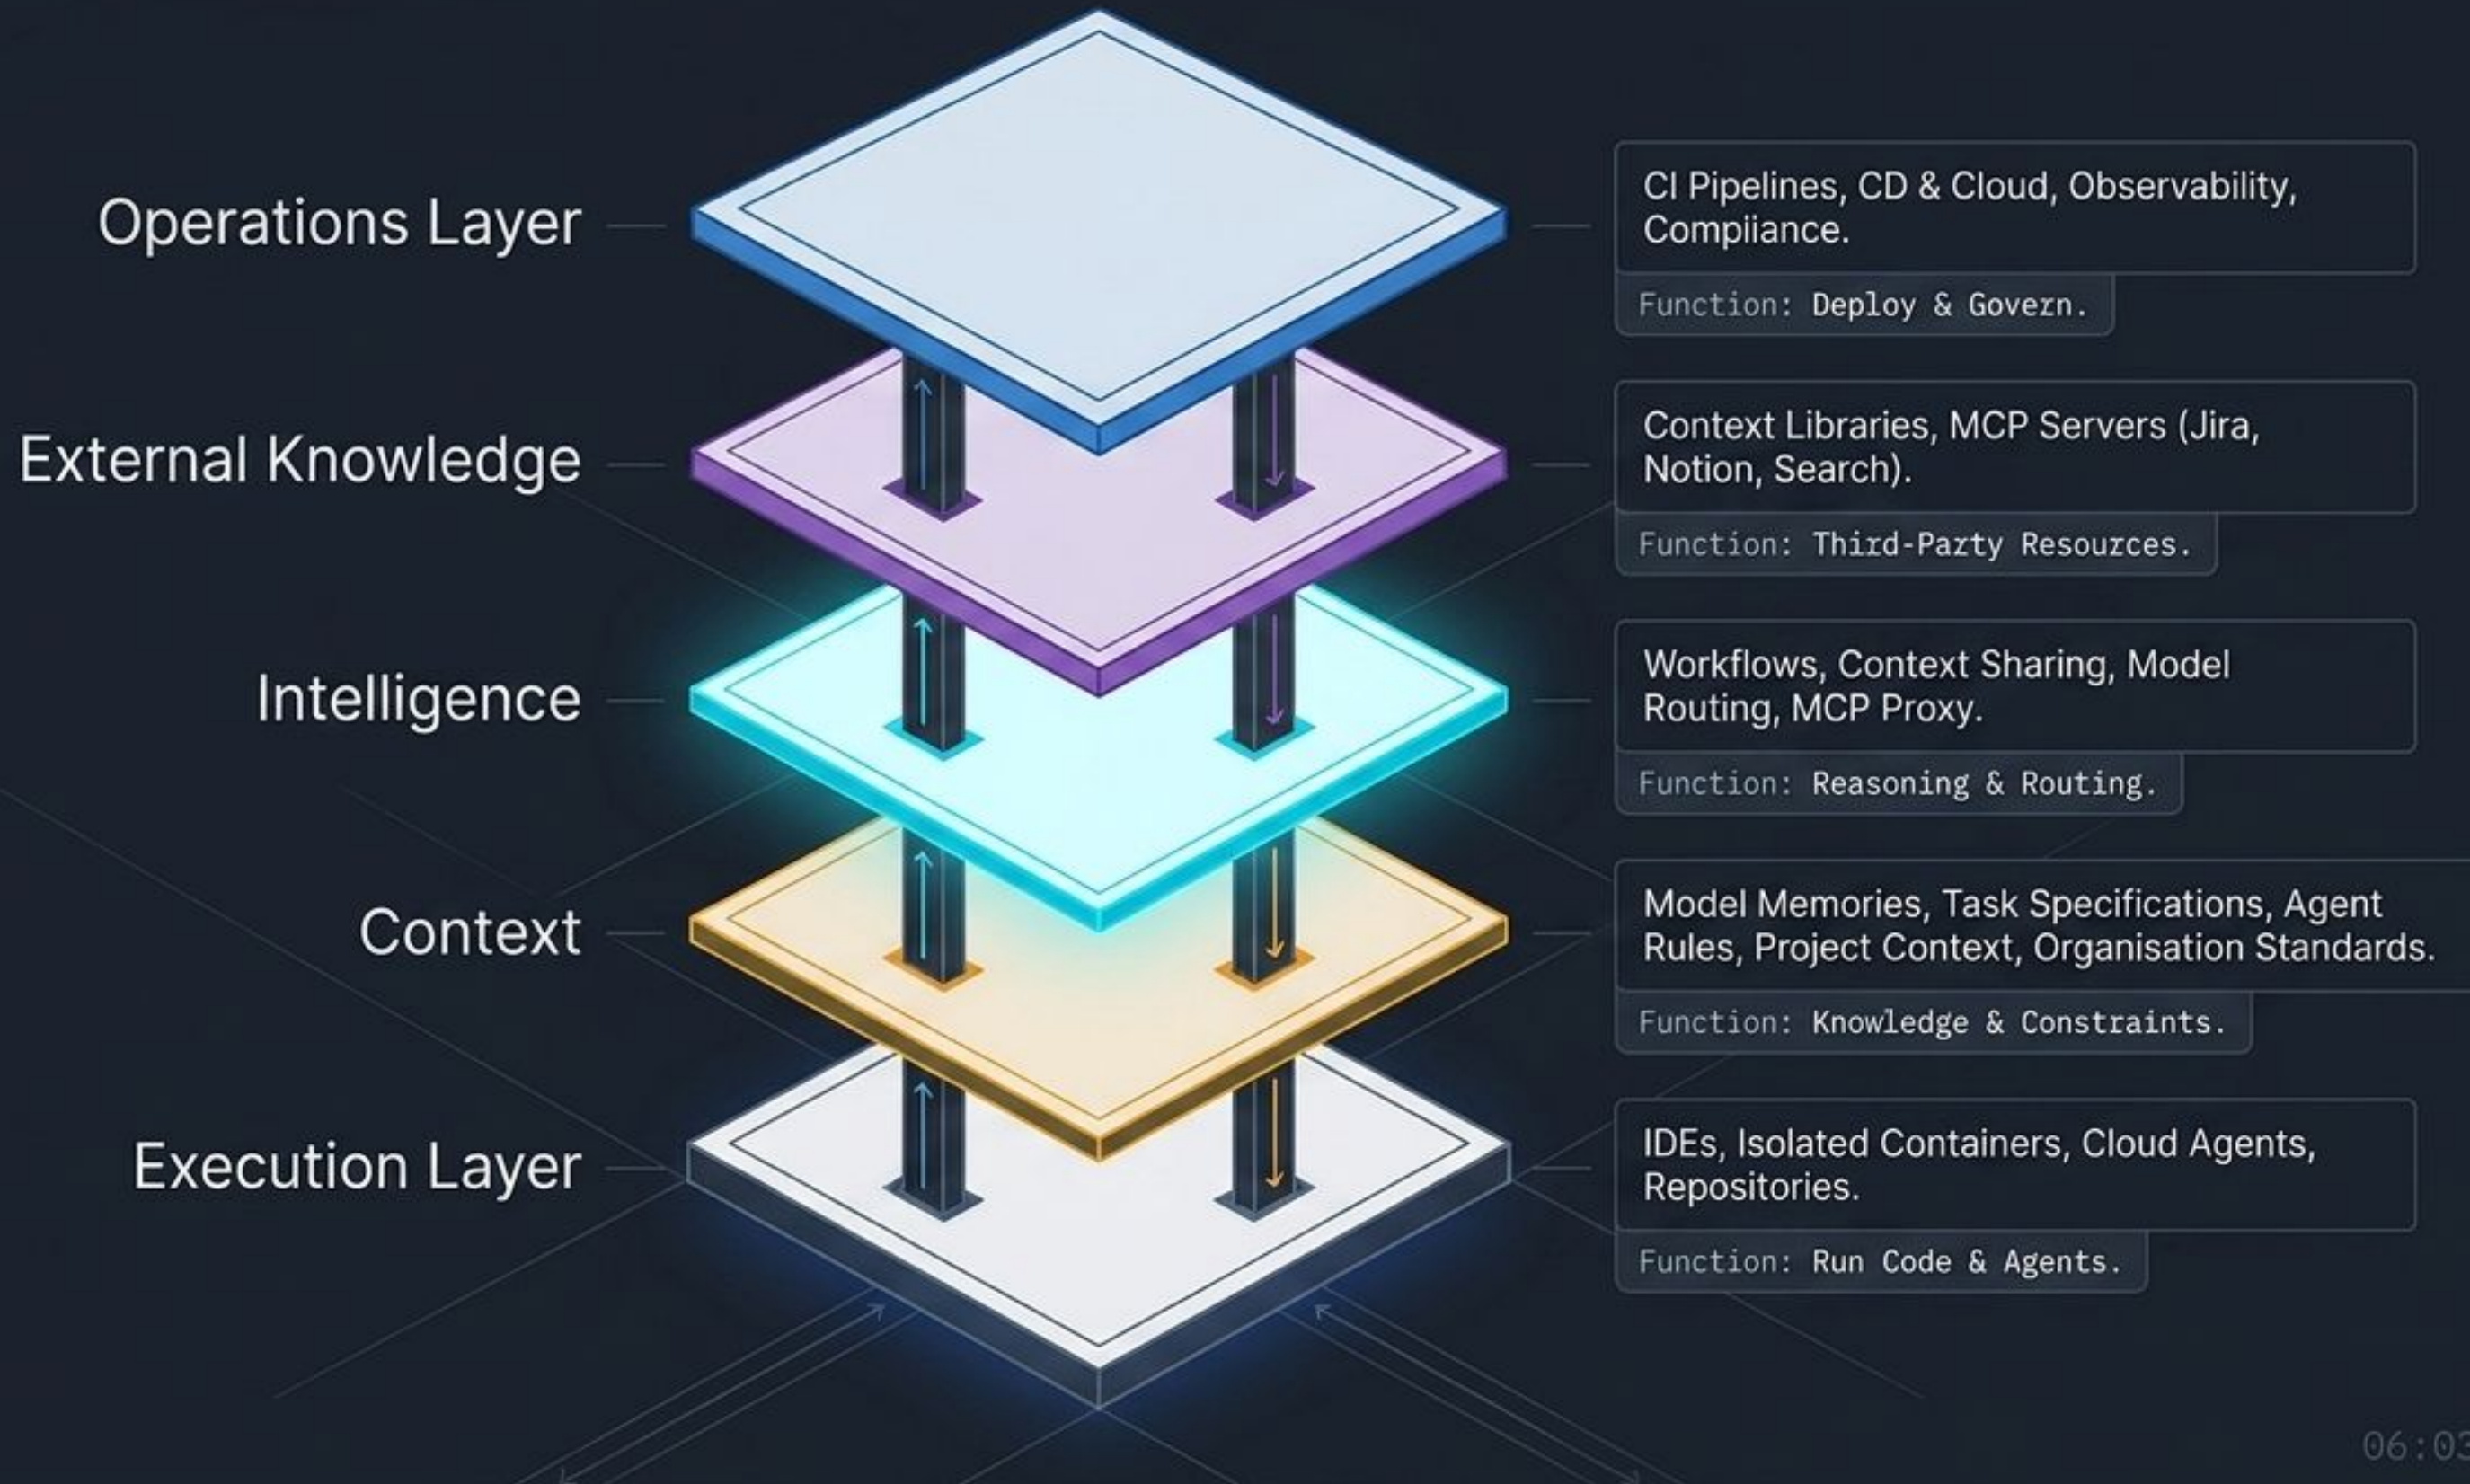 Operations Layer
CI Pipelines, CD & Cloud, Observability,
Compiiance.
Function: Deploy & Govern.
External Knowledge
Context Libraries, MCP Servers (Jira,
Notion, Search).
Function: Third-Party Resources.
Intelligence
Workflows, Context Sharing, Model
Routing, MCP Proxy.
Function: Reasoning & Routing.
Context
Model Memories, Task Specifications, Agent
Rules, Project Context, Organisation Standards.
Function: Knowledge & Constraints.
Execution Layer
IDEs, Isolated Containers, Cloud Agents,
Repositories.
Function: Run Code & Agents.
06:03